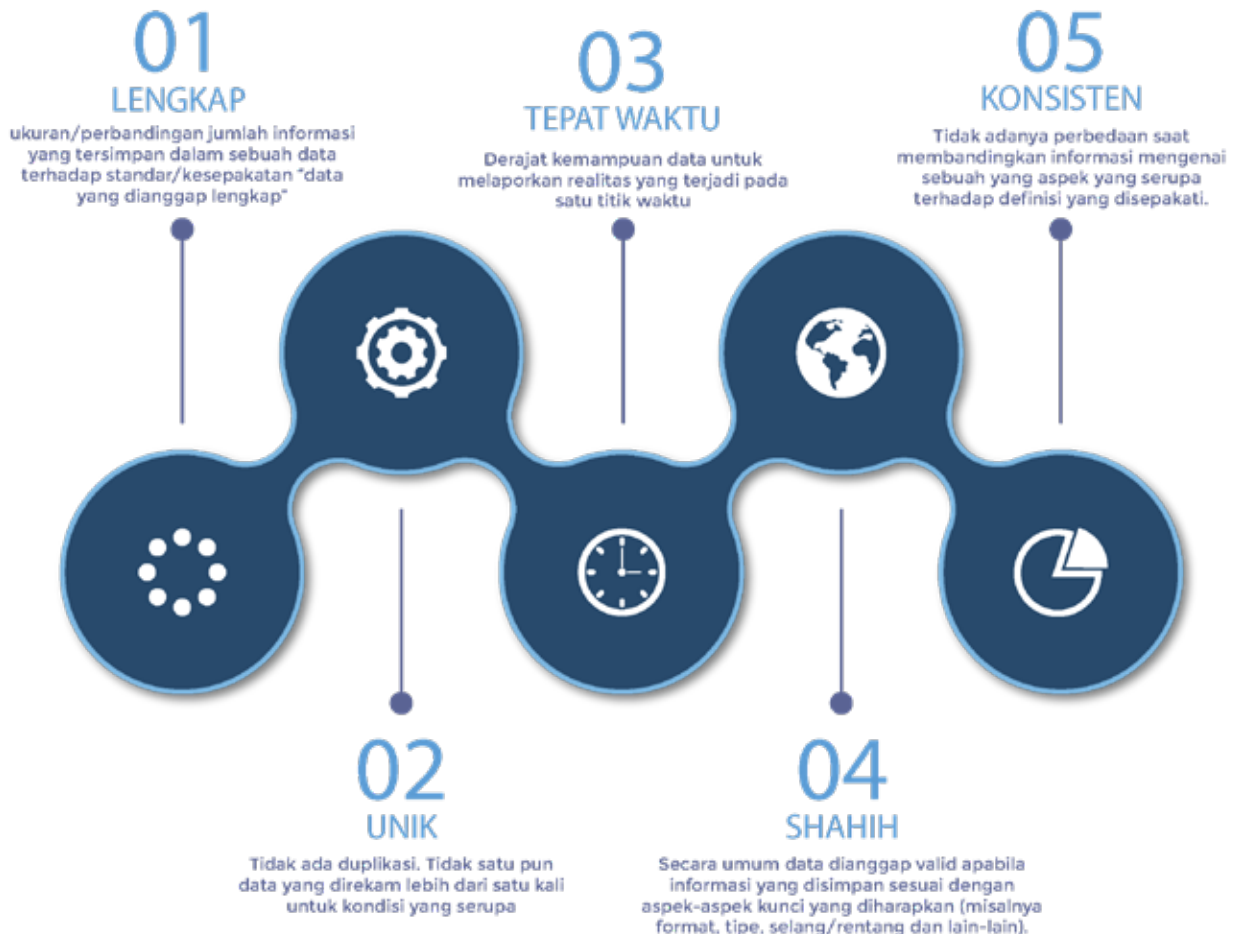 01
LENGKAP
ukuran/perbandingan jumlah informasi
yang tersimpan dalam sebuah data
terhadap standar/kesepakatan "data
yang dianggap lengkap"
02
UNIK
Tidak ada duplikasi. Tidak satu pun
data yang direkam lebih dari satu kali
untuk kondisi yang serupa
03
TEPAT WAKTU
Derajat kemampuan data untuk
melaporkan realitas yang terjadi pada
satu titik waktu
04
SHAHIH
Secara umum data dianggap valid apabila
informasi yang disimpan sesuai dengan
aspek-aspek kunci yang diharapkan (misalnya
format, tipe, selang/rentang dan lain-lain).
05
KONSISTEN
Tidak adanya perbedaan saat
membandingkan informasi mengenai
sebuah yang aspek yang serupa
terhadap definisi yang disepakati.